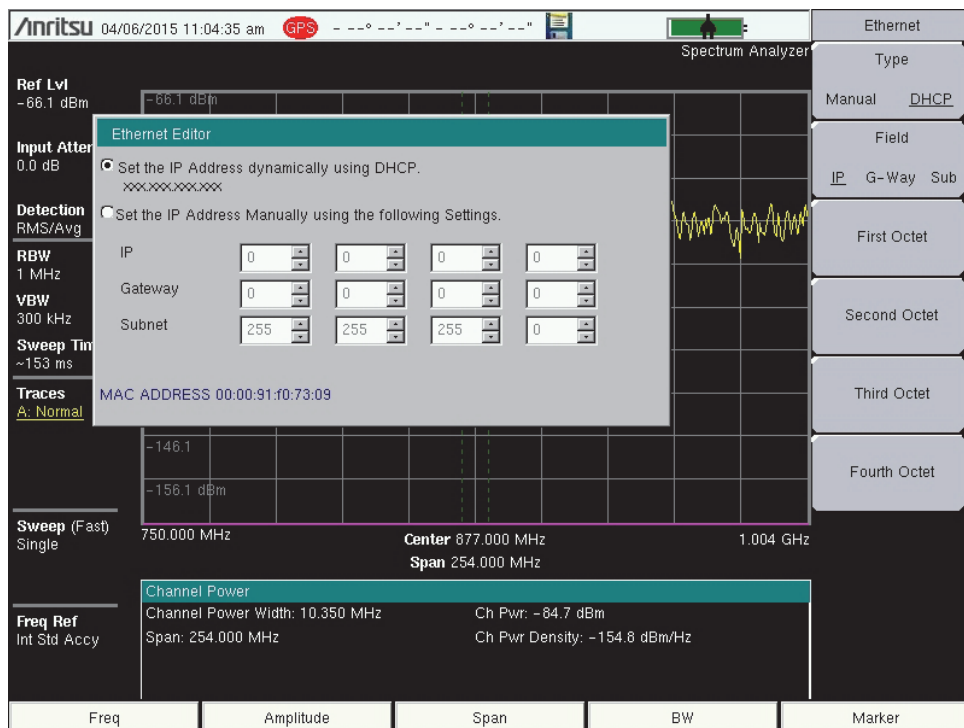 Anritsu 04/06/2015 11:04:35 am GPS - --° --'--" - --° --'--"
Spectrum Analyzer
Ref Lvl
-66.1 dBm
Input Atten
0.0 dB
Detection
RMS/Avg
RBW
1 MHz
VBW
300 kHz
Sweep Tim
~153 ms
Traces
A: Normal
Sweep (Fast)
Single
Freq Ref
Int Std Accy
-66.1 dBm
Ethernet Editor
Set the IP Address dynamically using DHCP.
xxx.xxx.xxx.xxx
Set the IP Address Manually using the following Settings.
IP 0 0 0 0
Gateway 0 0 0 0
Subnet 255 255 255 0
MAC ADDRESS 00:00:91:f0:73:09
-146.1
-156.1 dBm
750.000 MHz Center 877.000 MHz 1.004 GHz
Span 254.000 MHz
Channel Power
Channel Power Width: 10.350 MHz Ch Pwr: -84.7 dBm
Span: 254.000 MHz Ch Pwr Density: -154.8 dBm/Hz
Ethernet
Type
Manual DHCP
Field
IP G-Way Sub
First Octet
Second Octet
Third Octet
Fourth Octet
Freq Amplitude Span BW Marker